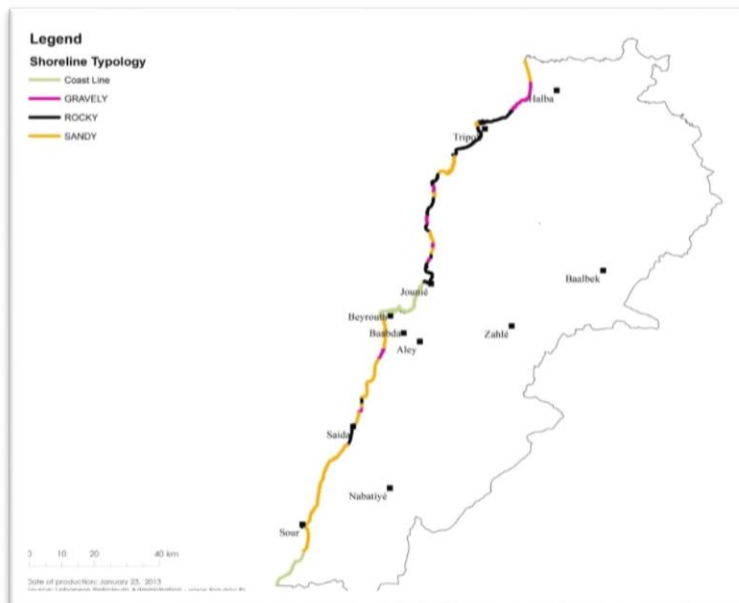 Legend
Shoreline Typology
Coast Line
GRAVELY
ROCKY
SANDY
Halba
Tripo
Baalbek
Jounié
Beyrouth
Baabda
Aley
Zahlé
Saida
Nabatiyé
Sour
0 10 20 40 km
Date of production: January 23, 2013